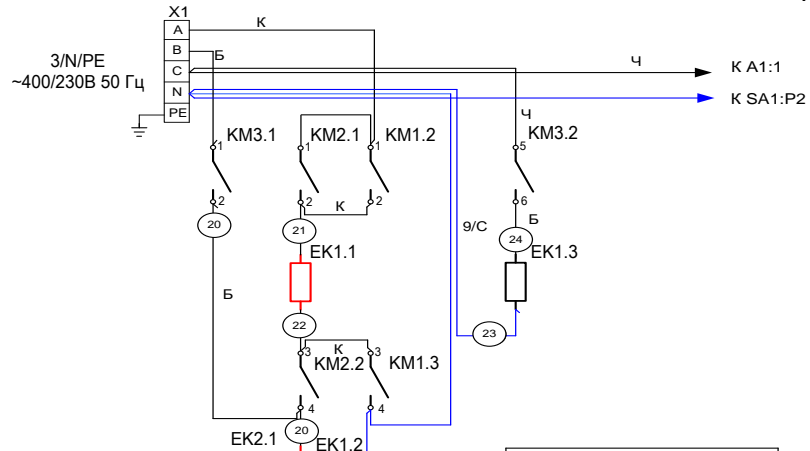 X1
A
К
В
Б
3/N/PE
~400/230В 50 Гц
С
Ч
К А1:1
N
К SA1:P2
PE
Ч
КМ3.1
КМ2.1
КМ1.2
КМ3.2
1
1
1
5
2
2
К
2
6
20
21
9/С
Б
24
ЕК1.1
ЕК1.3
Б
22
23
3
К
3
КМ2.2
КМ1.3
4
4
20
ЕК2.1
ЕК1.2